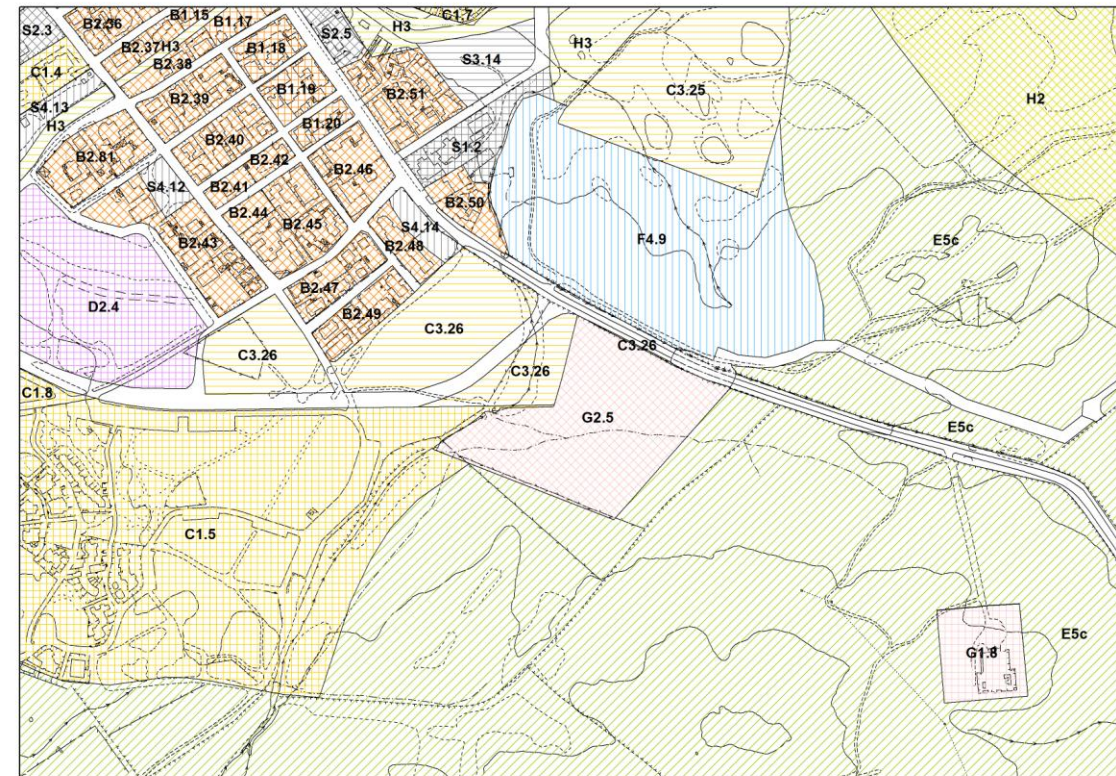 B1.15
C1.7
B2.36
B1.17
S2.3
S2.5
H3
B2.37
H3
B1.18
H3
B2.38
S3.14
C1.4
B1.19
C3.25
B2.39
B2.51
H2
S4.13
H3
B1.20
B2.40
S1.2
B2.42
B2.81
B2.46
B2.41
S4.12
B2.50
B2.44
B2.45
S4.14
B2.43
F4.9
B2.48
E5c
B2.47
D2.4
B2.49
C3.26
C3.26
C3.26
C3.26
C1.8
G2.5
E5c
C1.5
E5c
G1.8